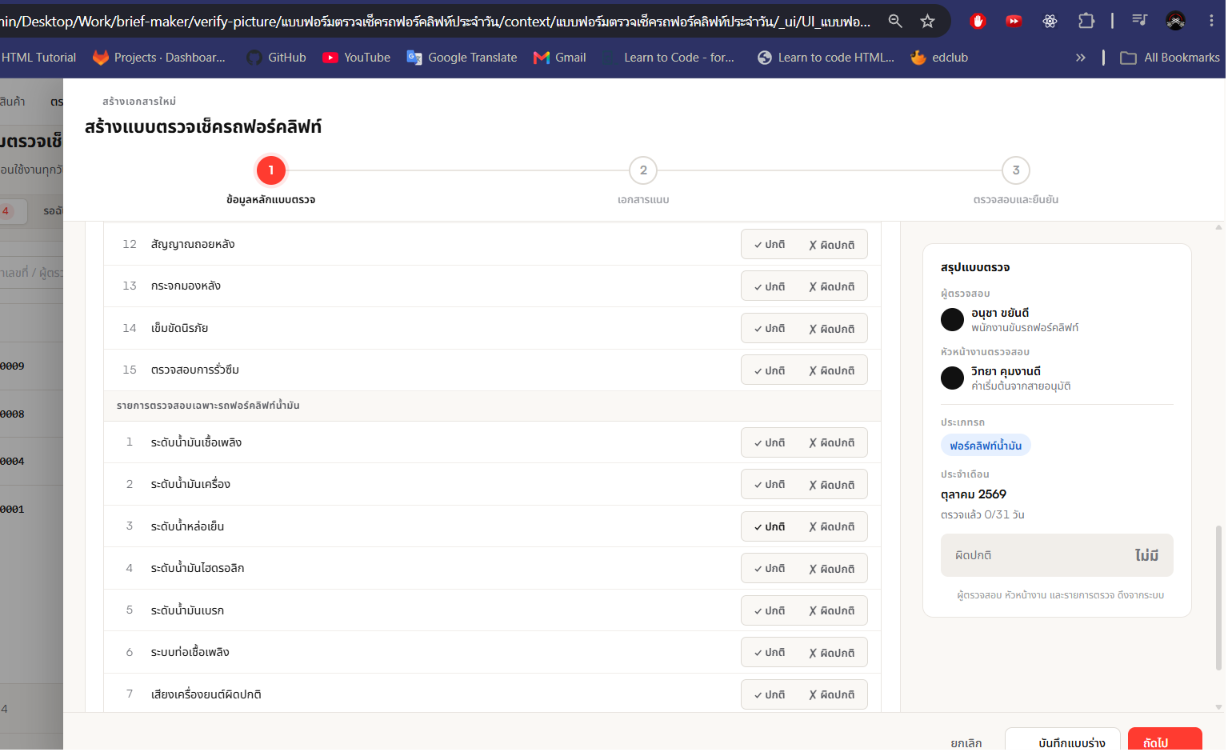 nin/Desktop/Work/brief-maker/verify-picture/แบบฟอร์มตรวจเช็ครถฟอร์คลิฟท์ประจำวัน/context/แบบฟอร์มตรวจเช็ครถฟอร์คลิฟท์ประจำวัน/_ui/UI_แบบฟอ...
HTML Tutorial Projects · Dashboar... GitHub YouTube Google Translate Gmail Learn to Code - for... Learn to code HTML... edclub » All Bookmarks
สินค้า ตร
สร้างเอกสารใหม่
สร้างแบบตรวจเช็ครถฟอร์คลิฟท์
มตรวจเช็
อนใช้งานทุกวั
4 รอ
1 2 3
ข้อมูลหลักแบบตรวจ เอกสารแนบ ตรวจสอบและยืนยัน
าเลขที่ / ผู้ตรว
0009
0008
0004
0001
4
12 สัญญาณถอยหลัง ✓ ปกติ ✗ ผิดปกติ
13 กระจกมองหลัง ✓ ปกติ ✗ ผิดปกติ
14 เข็มขัดนิรภัย ✓ ปกติ ✗ ผิดปกติ
15 ตรวจสอบการรั่วซึม ✓ ปกติ ✗ ผิดปกติ
รายการตรวจสอบเฉพาะรถฟอร์คลิฟท์น้ำมัน
1 ระดับน้ำมันเชื้อเพลิง ✓ ปกติ ✗ ผิดปกติ
2 ระดับน้ำมันเครื่อง ✓ ปกติ ✗ ผิดปกติ
3 ระดับน้ำหล่อเย็น ✓ ปกติ ✗ ผิดปกติ
4 ระดับน้ำมันไฮดรอลิก ✓ ปกติ ✗ ผิดปกติ
5 ระดับน้ำมันเบรก ✓ ปกติ ✗ ผิดปกติ
6 ระบบท่อเชื้อเพลิง ✓ ปกติ ✗ ผิดปกติ
7 เสียงเครื่องยนต์ผิดปกติ ✓ ปกติ ✗ ผิดปกติ
สรุปแบบตรวจ
ผู้ตรวจสอบ
อนุชา ขยันดี
พนักงานขับรถฟอร์คลิฟท์
หัวหน้างานตรวจสอบ
วิทยา คุมงานดี
ค่าเริ่มต้นจากสายอนุมัติ
ประเภทรถ
ฟอร์คลิฟท์น้ำมัน
ประจำเดือน
ตุลาคม 2569
ตรวจแล้ว 0/31 วัน
ผิดปกติ ไม่มี
ผู้ตรวจสอบ หัวหน้างาน และรายการตรวจ ดึงจากระบบ
ยกเลิก บันทึกแบบร่าง ถัดไป